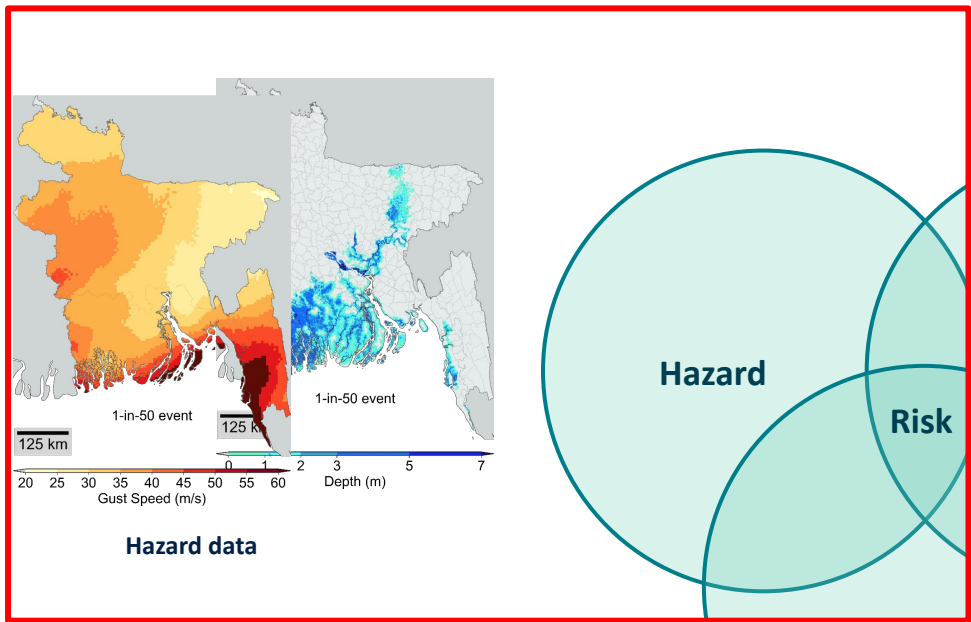 1-in-50 event
125 km
20 25 30 35 40 45 50 55 60
Gust Speed (m/s)
1-in-50 event
125 k
0 1 2 3 5 7
Depth (m)
Hazard data
Hazard
Risk